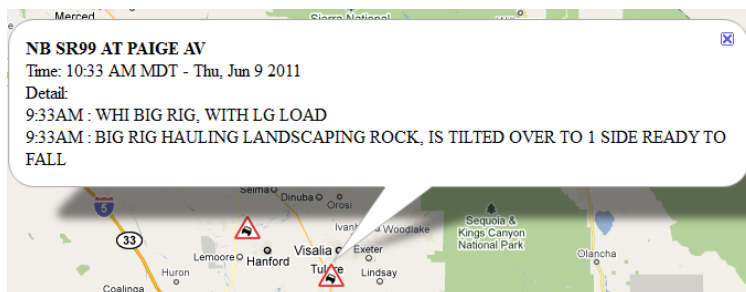 Merced
Sierra National
NB SR99 AT PAIGE AV
Time: 10:33 AM MDT - Thu, Jun 9 2011
Detail:
9:33AM : WHI BIG RIG, WITH LG LOAD
9:33AM : BIG RIG HAULING LANDSCAPING ROCK, IS TILTED OVER TO 1 SIDE READY TO
FALL
Selma
Dinuba
Orosi
5
33
Woodlake
Sequoia &
Kings Canyon
National Park
Visalia
Exeter
Lemoore
Hanford
Olancha
Huron
Lindsay
Coalinga